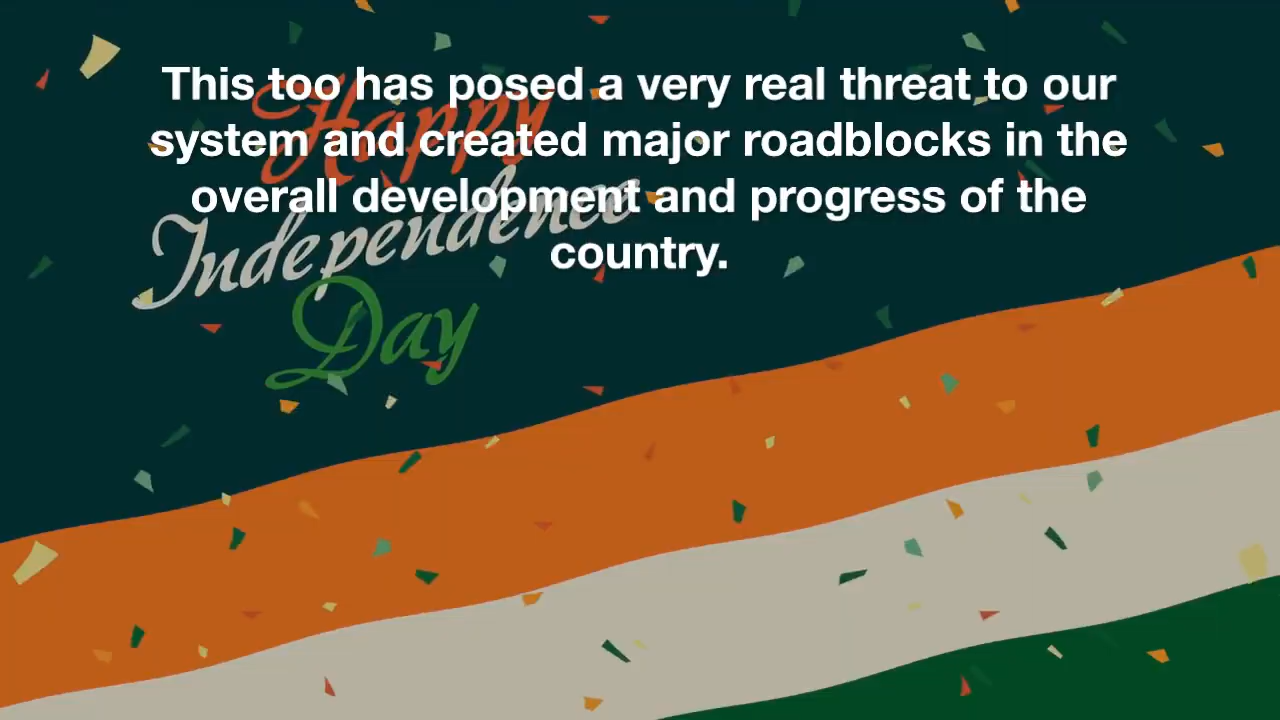 This too has posed a very real threat to our
system and created major roadblocks in the
overall development and progress of the
country.
Happy
Independence
Day